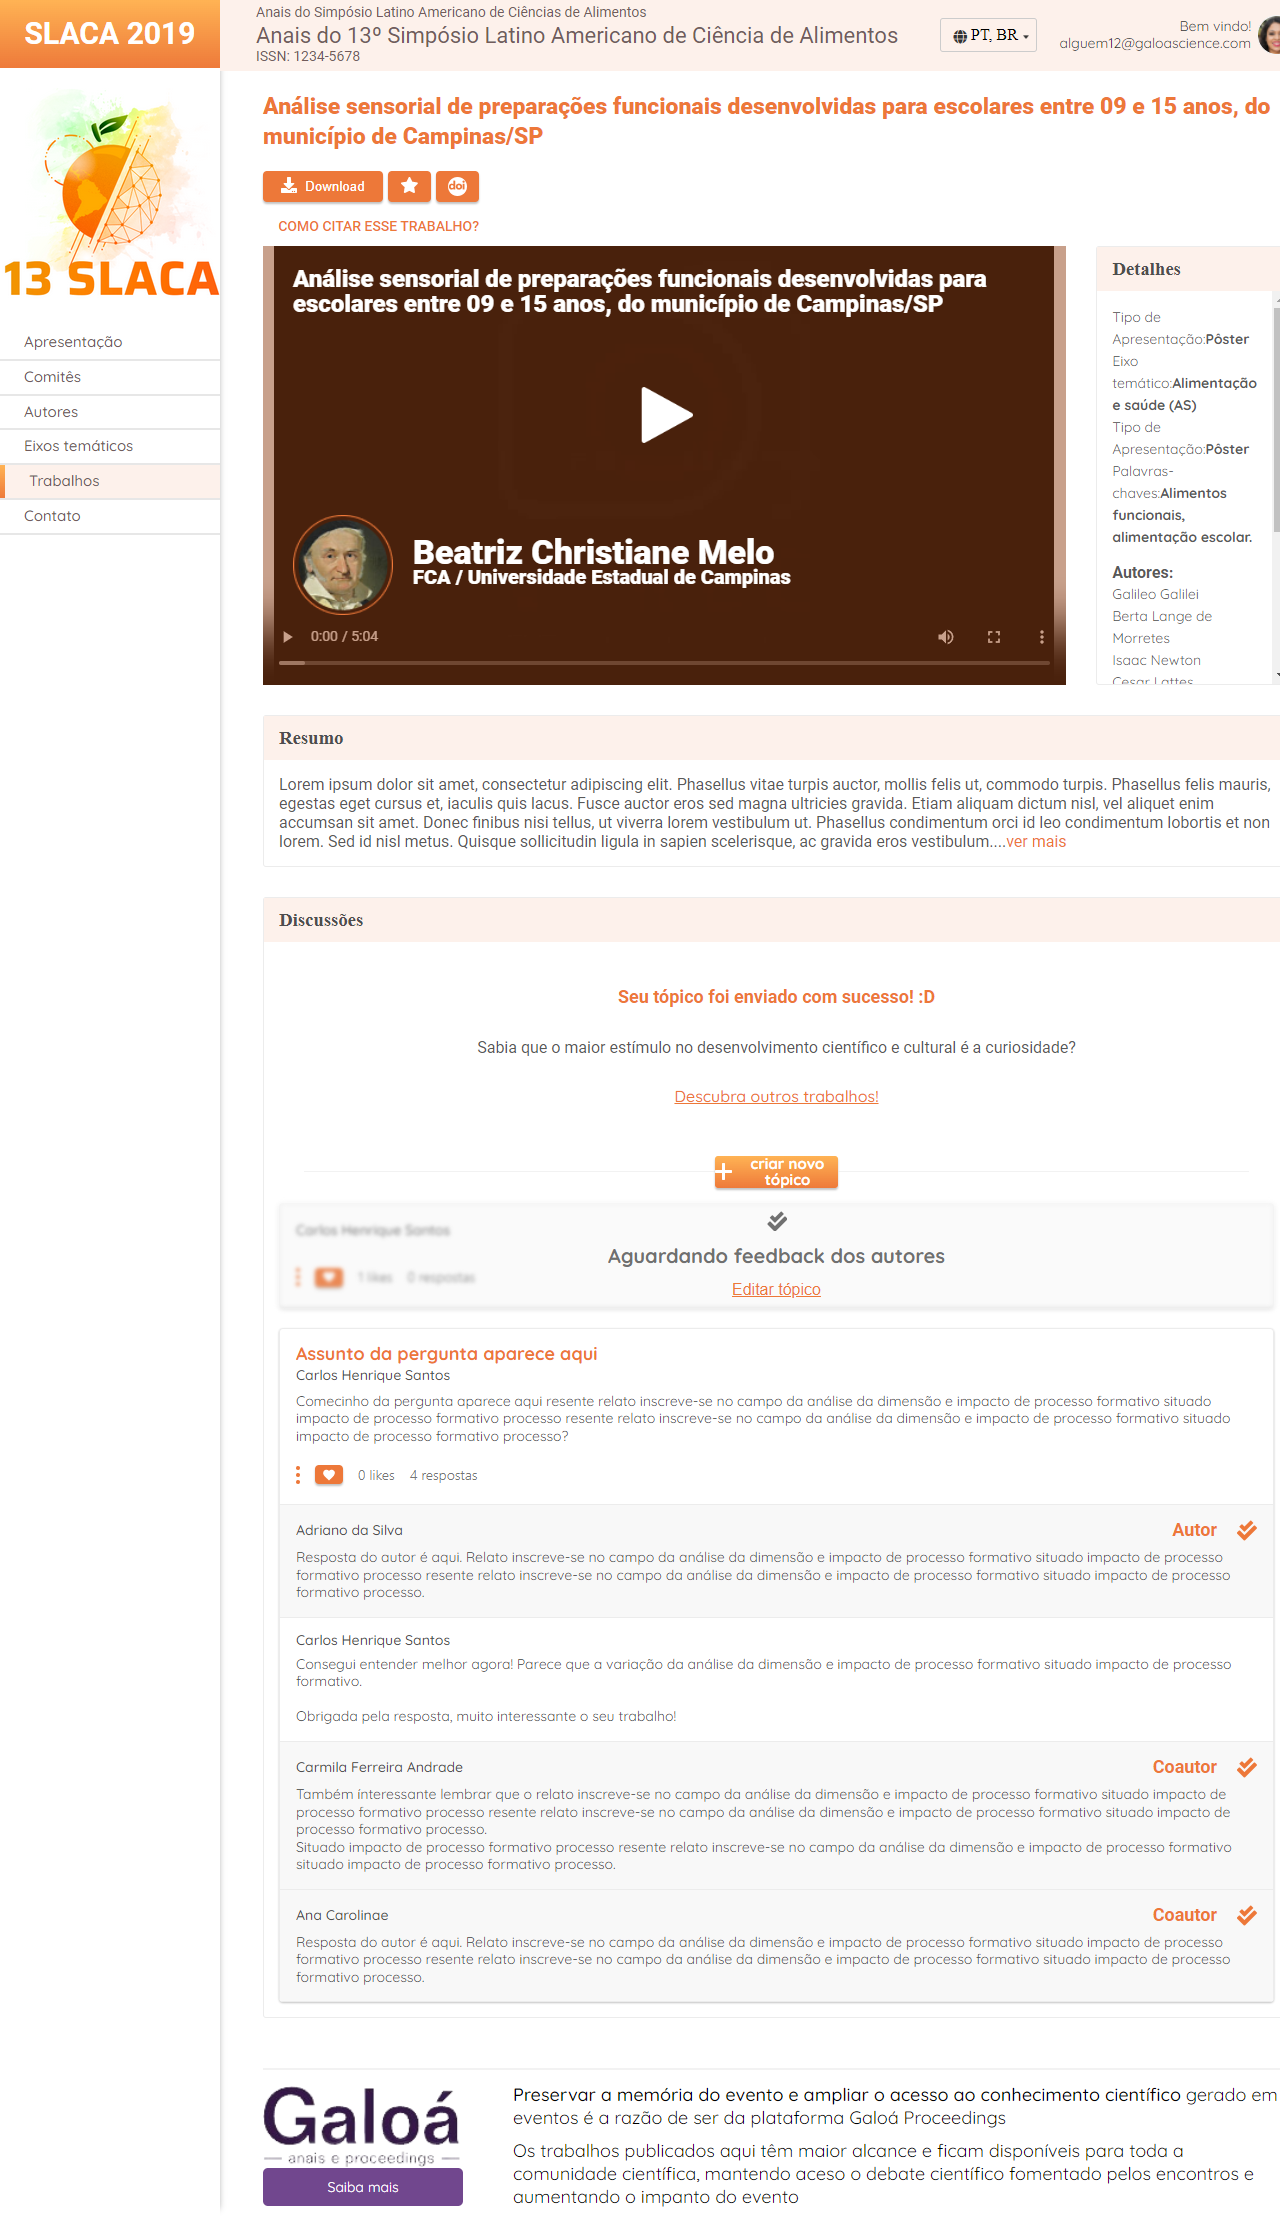 SLACA 2019
Anais do Simpósio Latino Americano de Ciências de Alimentos
Anais do 13º Simpósio Latino Americano de Ciência de Alimentos
ISSN: 1234-5678
PT, BR
Bem vindo!
alguem12@galoascience.com
13 SLACA
Apresentação
Comitês
Autores
Eixos temáticos
Trabalhos
Contato
Análise sensorial de preparações funcionais desenvolvidas para escolares entre 09 e 15 anos, do
município de Campinas/SP
Download
doi
COMO CITAR ESSE TRABALHO?
Análise sensorial de preparações funcionais desenvolvidas para
escolares entre 09 e 15 anos, do município de Campinas/SP
Beatriz Christiane Melo
FCA / Universidade Estadual de Campinas
0:00 / 5:04
Detalhes
Tipo de
Apresentação:Pôster
Eixo
temático:Alimentação
e saúde (AS)
Tipo de
Apresentação:Pôster
Palavras-
chaves:Alimentos
funcionais,
alimentação escolar.
Autores:
Galileo Galilei
Berta Lange de
Morretes
Isaac Newton
Cesar Lattes
Resumo
Lorem ipsum dolor sit amet, consectetur adipiscing elit. Phasellus vitae turpis auctor, mollis felis ut, commodo turpis. Phasellus felis mauris,
egestas eget cursus et, iaculis quis lacus. Fusce auctor eros sed magna ultricies gravida. Etiam aliquam dictum nisl, vel aliquet enim
accumsan sit amet. Donec finibus nisi tellus, ut viverra lorem vestibulum ut. Phasellus condimentum orci id leo condimentum lobortis et non
lorem. Sed id nisl metus. Quisque sollicitudin ligula in sapien scelerisque, ac gravida eros vestibulum....ver mais
Discussões
Seu tópico foi enviado com sucesso! :D
Sabia que o maior estímulo no desenvolvimento científico e cultural é a curiosidade?
Descubra outros trabalhos!
criar novo
tópico
Carlos Henrique Santos
Aguardando feedback dos autores
1 likes 0 respostas
Editar tópico
Assunto da pergunta aparece aqui
Carlos Henrique Santos
Comecinho da pergunta aparece aqui resente relato inscreve-se no campo da análise da dimensão e impacto de processo formativo situado
impacto de processo formativo processo resente relato inscreve-se no campo da análise da dimensão e impacto de processo formativo situado
impacto de processo formativo processo?
0 likes 4 respostas
Adriano da Silva
Autor
Resposta do autor é aqui. Relato inscreve-se no campo da análise da dimensão e impacto de processo formativo situado impacto de processo
formativo processo resente relato inscreve-se no campo da análise da dimensão e impacto de processo formativo situado impacto de processo
formativo processo.
Carlos Henrique Santos
Consegui entender melhor agora! Parece que a variação da análise da dimensão e impacto de processo formativo situado impacto de processo
formativo.
Obrigada pela resposta, muito interessante o seu trabalho!
Carmila Ferreira Andrade
Coautor
Também ínteressante lembrar que o relato inscreve-se no campo da análise da dimensão e impacto de processo formativo situado impacto de
processo formativo processo resente relato inscreve-se no campo da análise da dimensão e impacto de processo formativo situado impacto de
processo formativo processo.
Situado impacto de processo formativo processo resente relato inscreve-se no campo da análise da dimensão e impacto de processo formativo
situado impacto de processo formativo processo.
Ana Carolinae
Coautor
Resposta do autor é aqui. Relato inscreve-se no campo da análise da dimensão e impacto de processo formativo situado impacto de processo
formativo processo resente relato inscreve-se no campo da análise da dimensão e impacto de processo formativo situado impacto de processo
formativo processo.
Galoá
anais e proceedings
Saiba mais
Preservar a memória do evento e ampliar o acesso ao conhecimento científico gerado em
eventos é a razão de ser da plataforma Galoá Proceedings
Os trabalhos publicados aqui têm maior alcance e ficam disponíveis para toda a
comunidade científica, mantendo aceso o debate científico fomentado pelos encontros e
aumentando o impanto do evento